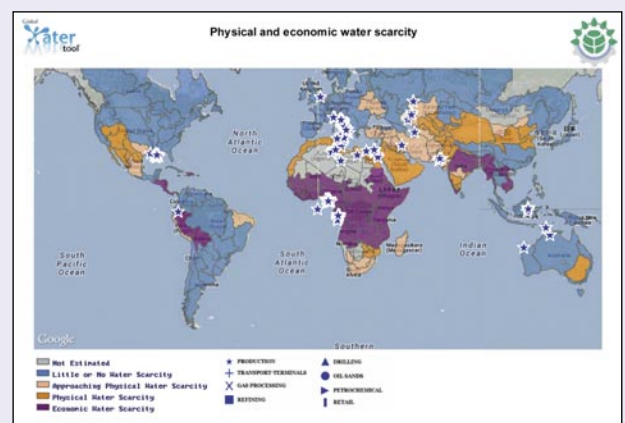 Global
Water
tool
Physical and economic water scarcity
North
Atlantic
Ocean
South
Pacific
Ocean
South
Atlantic
Ocean
Indian
Ocean
Southern
Google
Not Estimated
Little or No Water Scarcity
Approaching Physical Water Scarcity
Physical Water Scarcity
Economic Water Scarcity
PRODUCTION
TRANSPORT-TERMINALS
GAS PROCESSING
REFINING
DRILLING
OIL SANDS
PETROCHEMICAL
RETAIL